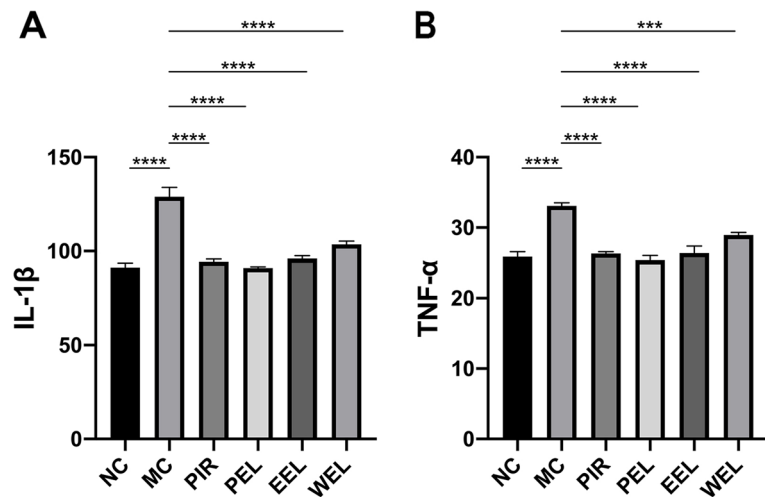 A
****
****
****
****
****
150
100
50
0
IL-1β
NC
MC
PIR
PEL
EEL
WEL
B
***
****
****
****
****
40
30
20
10
0
TNF-α
NC
MC
PIR
PEL
EEL
WEL